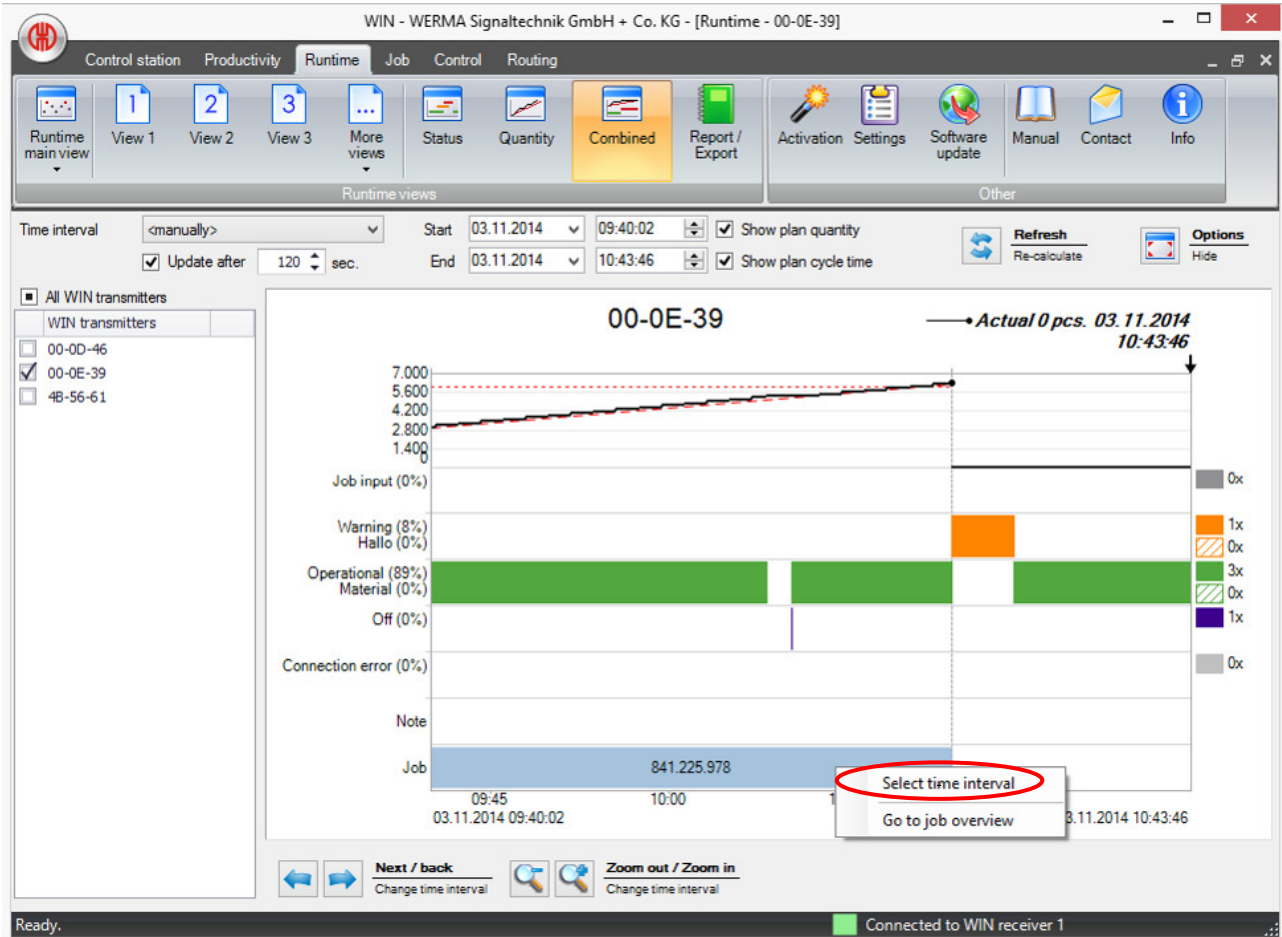 WIN - WERMA Signaltechnik GmbH + Co. KG - [Runtime - 00-0E-39]
Control station Productivity Runtime Job Control Routing
Runtime main view
View 1
View 2
View 3
More views
Status
Quantity
Combined
Report / Export
Activation
Settings
Software update
Manual
Contact
Info
Runtime views
Other
Time interval <manually> Start 03.11.2014 09:40:02 Show plan quantity
Update after 120 sec. End 03.11.2014 10:43:46 Show plan cycle time
Refresh
Re-calculate
Options
Hide
All WIN transmitters
WIN transmitters
00-0D-46
00-0E-39
4B-56-61
00-0E-39
Actual 0 pcs. 03.11.2014
10:43:46
7.000
5.600
4.200
2.800
1.400
0
Job input (0%) 0x
Warning (8%) 1x
Hallo (0%) 0x
Operational (89%) 3x
Material (0%) 0x
Off (0%) 1x
Connection error (0%) 0x
Note
Job 841.225.978
Select time interval
Go to job overview
09:45 10:00 1
03.11.2014 09:40:02 3.11.2014 10:43:46
Next / back
Change time interval
Zoom out / Zoom in
Change time interval
Ready. Connected to WIN receiver 1